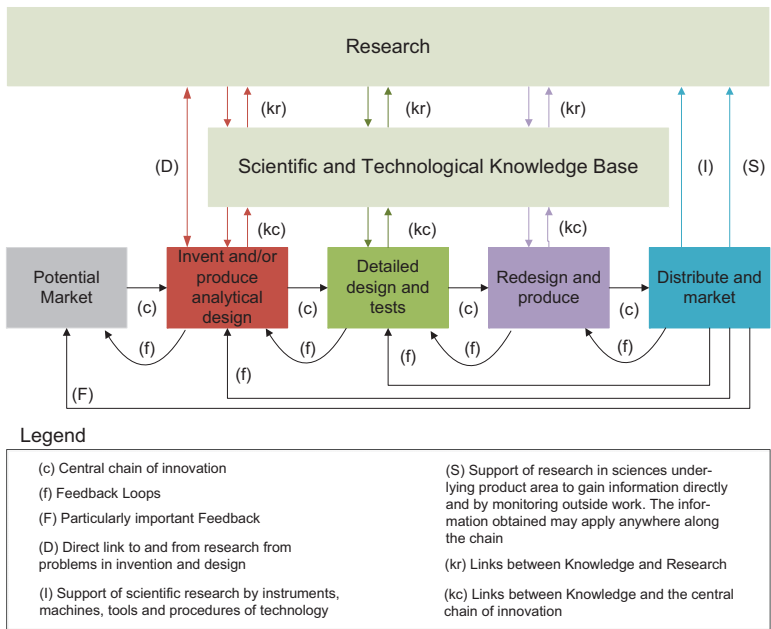 Research
(kr)
(kr)
(kr)
(D)
Scientific and Technological Knowledge Base
(I)
(S)
(kc)
(kc)
(kc)
Potential
Market
(c)
Invent and/or
produce
analytical
design
(c)
Detailed
design and
tests
(c)
Redesign and
produce
(c)
Distribute and
market
(f)
(f)
(f)
(f)
(f)
(f)
(F)
Legend
(c) Central chain of innovation
(f) Feedback Loops
(F) Particularly important Feedback
(D) Direct link to and from research from
problems in invention and design
(I) Support of scientific research by instruments,
machines, tools and procedures of technology
(S) Support of research in sciences under-
lying product area to gain information directly
and by monitoring outside work. The infor-
mation obtained may apply anywhere along
the chain
(kr) Links between Knowledge and Research
(kc) Links between Knowledge and the central
chain of innovation